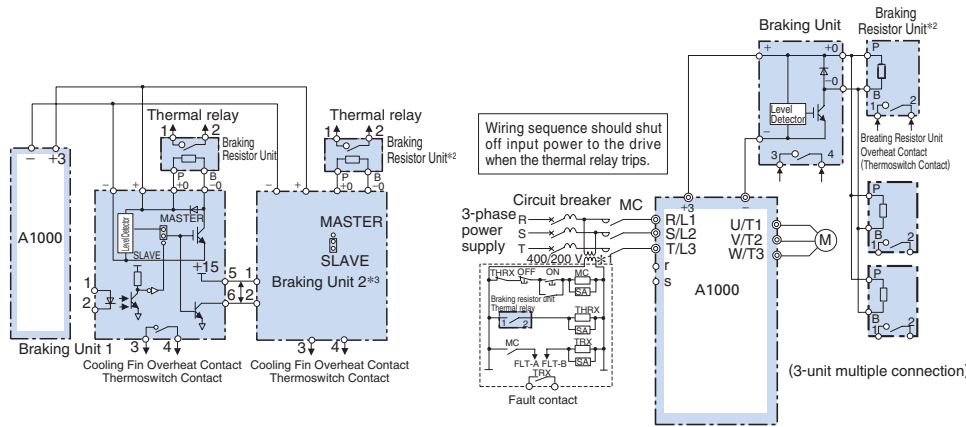 Thermal relay
1 2
Braking
Resistor Unit
P B
+0 −0
Thermal relay
1 2
Braking
Resistor Unit*2
P B
+0 −0
− +3
A1000
− +
Level Detector
MASTER
SLAVE
+15
1
2
5 1
6 2
3 4
Braking Unit 1
Cooling Fin Overheat Contact
Thermoswitch Contact
− +
MASTER
SLAVE
Braking Unit 2*3
3 4
Cooling Fin Overheat Contact
Thermoswitch Contact
Wiring sequence should shut
off input power to the drive
when the thermal relay trips.
Braking Unit
+ +0
−0
Level
Detector
−
3 4
Braking
Resistor Unit*2
P
B
1 2
Breating Resistor Unit
Overheat Contact
(Thermoswitch Contact)
P
B
1 2
P
B
1 2
(3-unit multiple connection)
Circuit breaker MC
3-phase
power
supply
R
S
T
400/200 V *1
R/L1
S/L2
T/L3
r
s
+3 −
U/T1
V/T2
W/T3
M
A1000
THRX OFF ON MC
SA
Braking resistor unit
Thermal relay
1 2
THRX
SA
MC
FLT-A FLT-B
TRX
SA
TRX
Fault contact